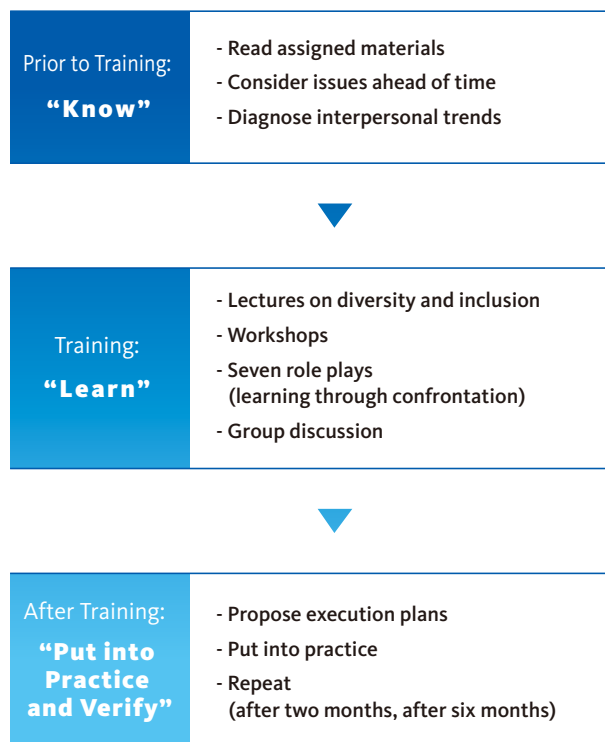 Prior to Training:
“Know”
- Read assigned materials
- Consider issues ahead of time
- Diagnose interpersonal trends
Training:
“Learn”
- Lectures on diversity and inclusion
- Workshops
- Seven role plays
(learning through confrontation)
- Group discussion
After Training:
“Put into
Practice
and Verify”
- Propose execution plans
- Put into practice
- Repeat
(after two months, after six months)